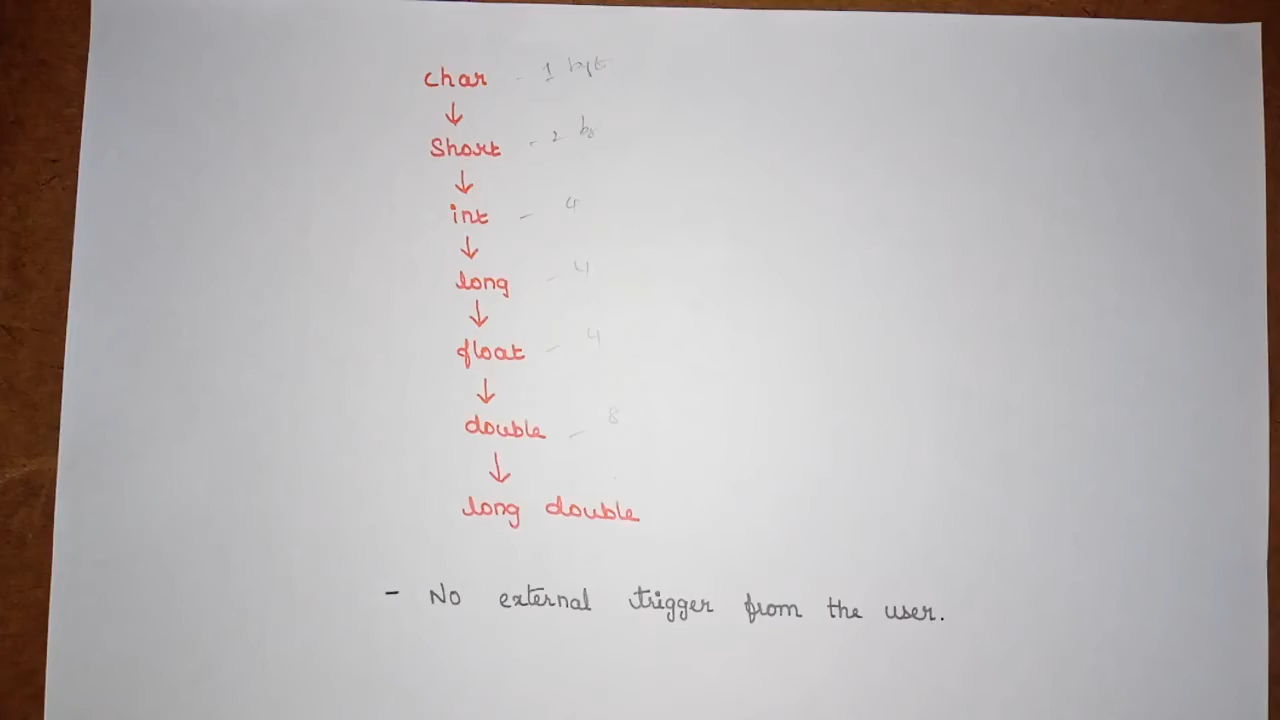 char - 1 byte
↓
Short - 2
↓
int - 4
↓
long - 4
↓
float - 4
↓
double - 8
↓
long double
- No external trigger from the user.